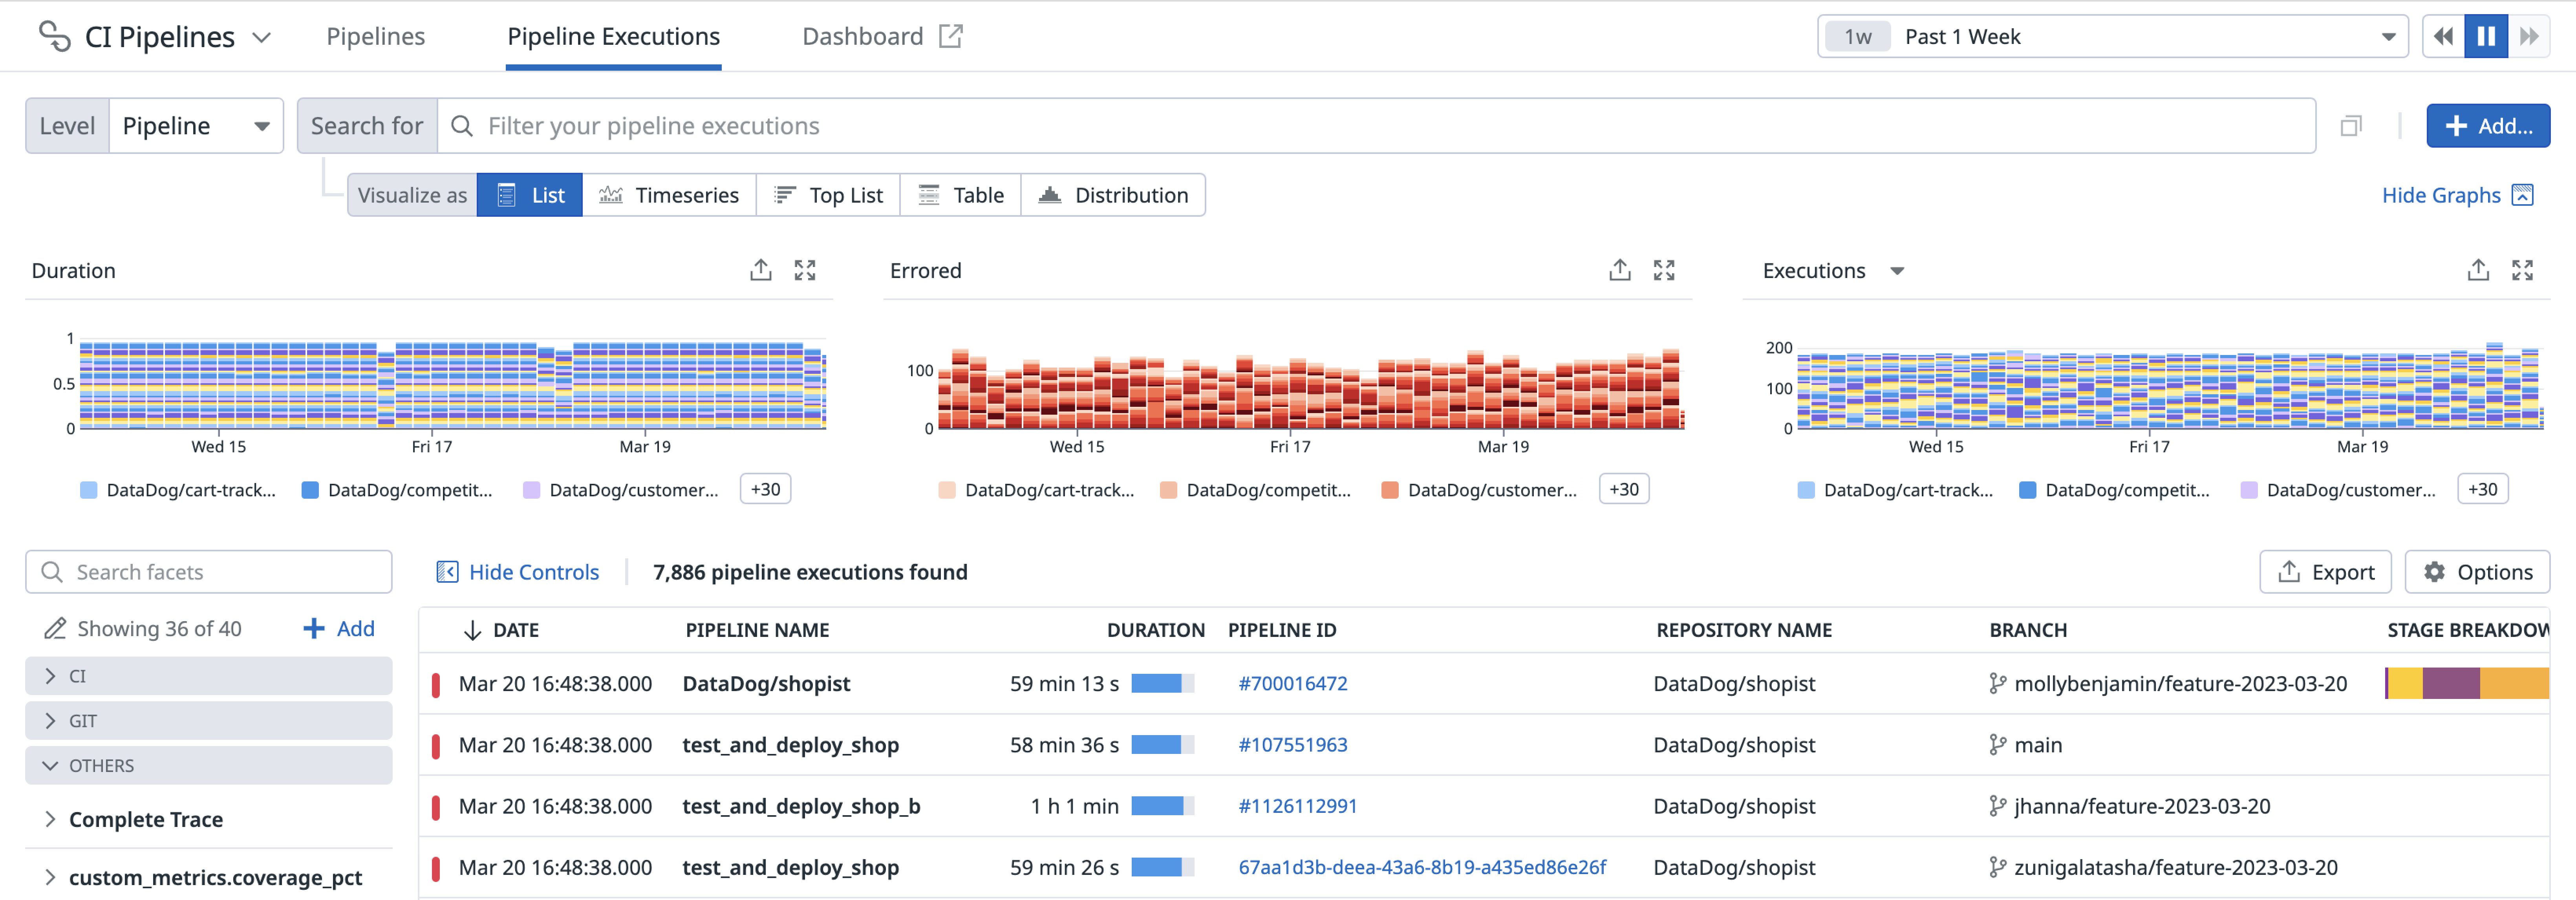 CI Pipelines Pipelines Pipeline Executions Dashboard 1w Past 1 Week
Level Pipeline Search for Filter your pipeline executions Add...
Visualize as List Timeseries Top List Table Distribution Hide Graphs
Duration Errored Executions
1
0.5
0
Wed 15 Fri 17 Mar 19
DataDog/cart-track... DataDog/competit... DataDog/customer... +30
100
0
Wed 15 Fri 17 Mar 19
DataDog/cart-track... DataDog/competit... DataDog/customer... +30
200
100
0
Wed 15 Fri 17 Mar 19
DataDog/cart-track... DataDog/competit... DataDog/customer... +30
Search facets
Showing 36 of 40 Add
CI
GIT
OTHERS
Complete Trace
custom_metrics.coverage_pct
Hide Controls 7,886 pipeline executions found Export Options
DATE PIPELINE NAME DURATION PIPELINE ID REPOSITORY NAME BRANCH STAGE BREAKDOW
Mar 20 16:48:38.000 DataDog/shopist 59 min 13 s #700016472 DataDog/shopist mollybenjamin/feature-2023-03-20
Mar 20 16:48:38.000 test_and_deploy_shop 58 min 36 s #107551963 DataDog/shopist main
Mar 20 16:48:38.000 test_and_deploy_shop_b 1 h 1 min #1126112991 DataDog/shopist jhanna/feature-2023-03-20
Mar 20 16:48:38.000 test_and_deploy_shop 59 min 26 s 67aa1d3b-deea-43a6-8b19-a435ed86e26f DataDog/shopist zunigalatasha/feature-2023-03-20